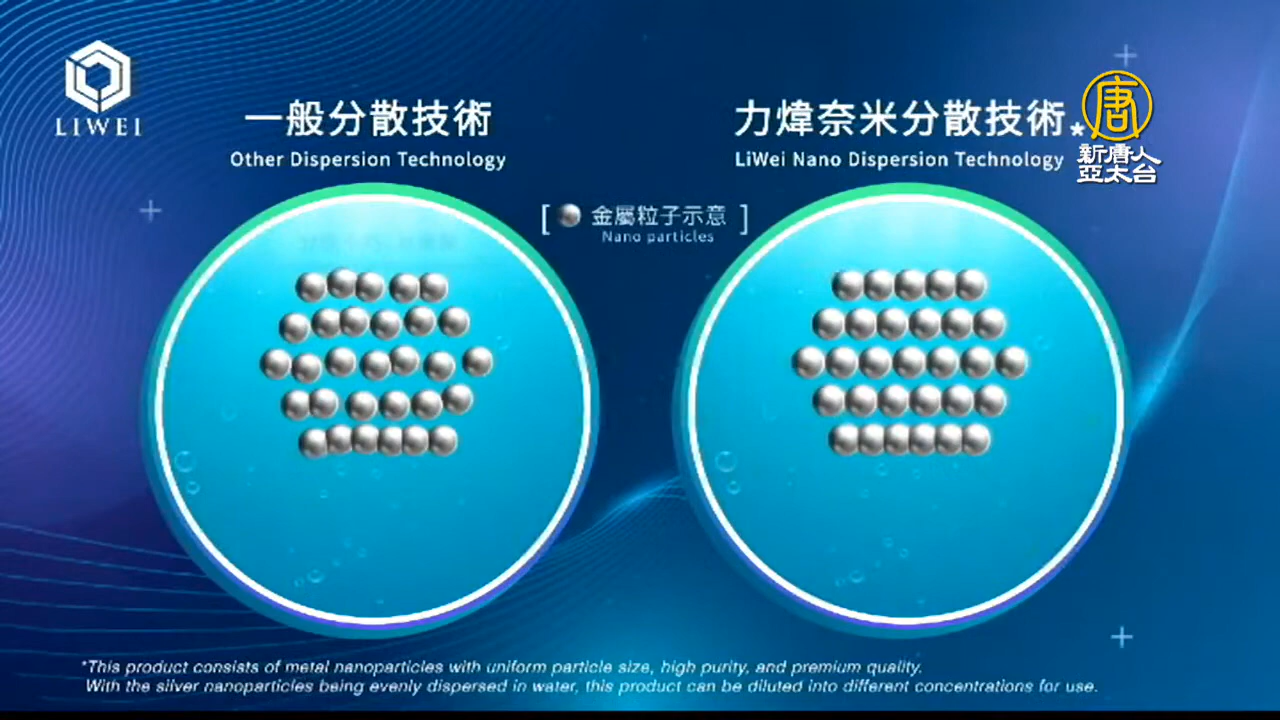 LIWEI
一般分散技術
Other Dispersion Technology
力煒奈米分散技術*
LiWei Nano Dispersion Technology
唐
新唐人
亞太台
[ 金屬粒子示意 ]
Nano particles
*This product consists of metal nanoparticles with uniform particle size, high purity, and premium quality.
With the silver nanoparticles being evenly dispersed in water, this product can be diluted into different concentrations for use.